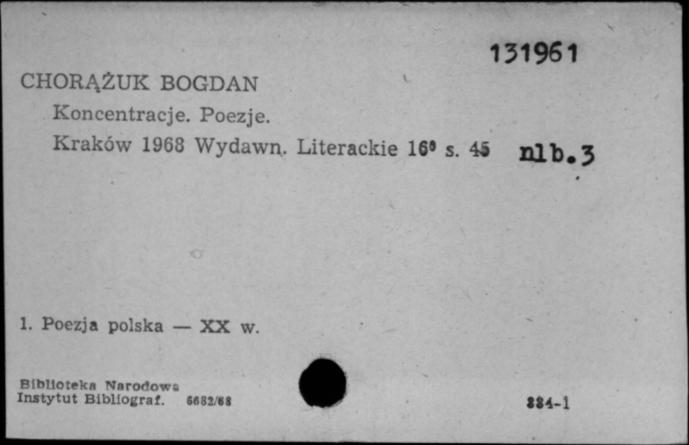 131961
CHORĄŻUK BOGDAN
Koncentracje. Poezje.
Kraków 1968 Wydawn. Literackie 16° s. 45 nlb.3
1. Poezja polska — XX w.
Biblioteka Narodowa
Instytut Bibliograf. 6682/68
884-1